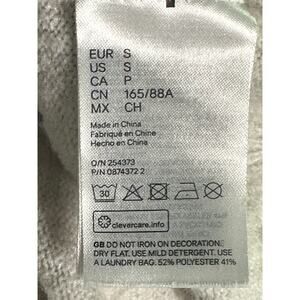 EUR S
US S
CA P
CN 165/88A
MX CH
Made in China
Fabriqué en Chine
Hecho en China
O/N 254373
P/N 0874372 2
30
clevercare.info
GB DO NOT IRON ON DECORATION.
DRY FLAT. USE MILD DETERGENT. USE
A LAUNDRY BAG. 52% POLYESTER 41%